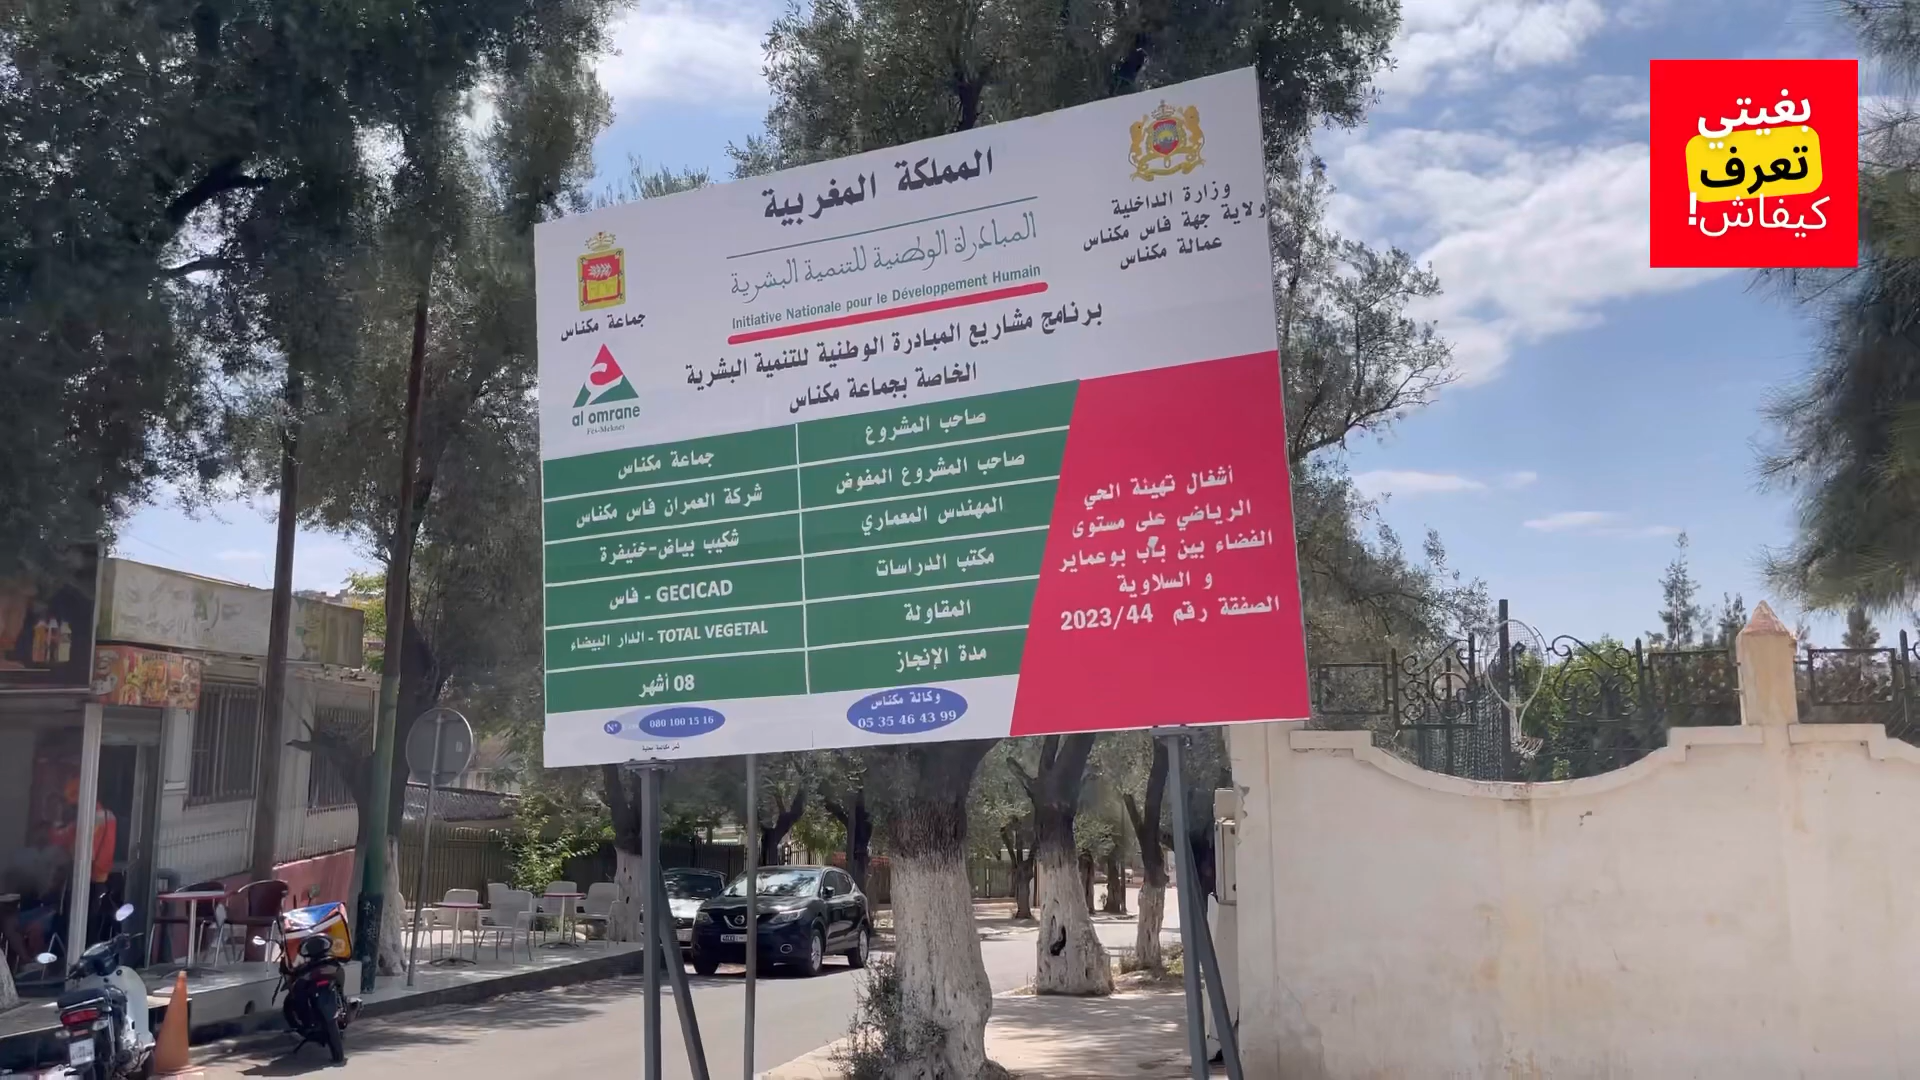 المملكة المغربية
المبادرة الوطنية للتنمية البشرية
Initiative Nationale pour le Développement Humain
برنامج مشاريع المبادرة الوطنية للتنمية البشرية
الخاصة بجماعة مكناس
وزارة الداخلية
ولاية جهة فاس مكناس
عمالة مكناس
جماعة مكناس
al omrane
Fès-Meknes
صاحب المشروع جماعة مكناس
صاحب المشروع المفوض شركة العمران فاس مكناس
المهندس المعماري شكيب بياض-خنيفرة
مكتب الدراسات GECICAD - فاس
المقاولة TOTAL VEGETAL - الدار البيضاء
مدة الإنجاز 08 أشهر
أشغال تهيئة الحي
الرياضي على مستوى
الفضاء بين باب بوعماير
و السلاوية
الصفقة رقم 2023/44
وكالة مكناس
05 35 46 43 99
N° 080 100 15 16
بغيتي
تعرف
كيفاش!